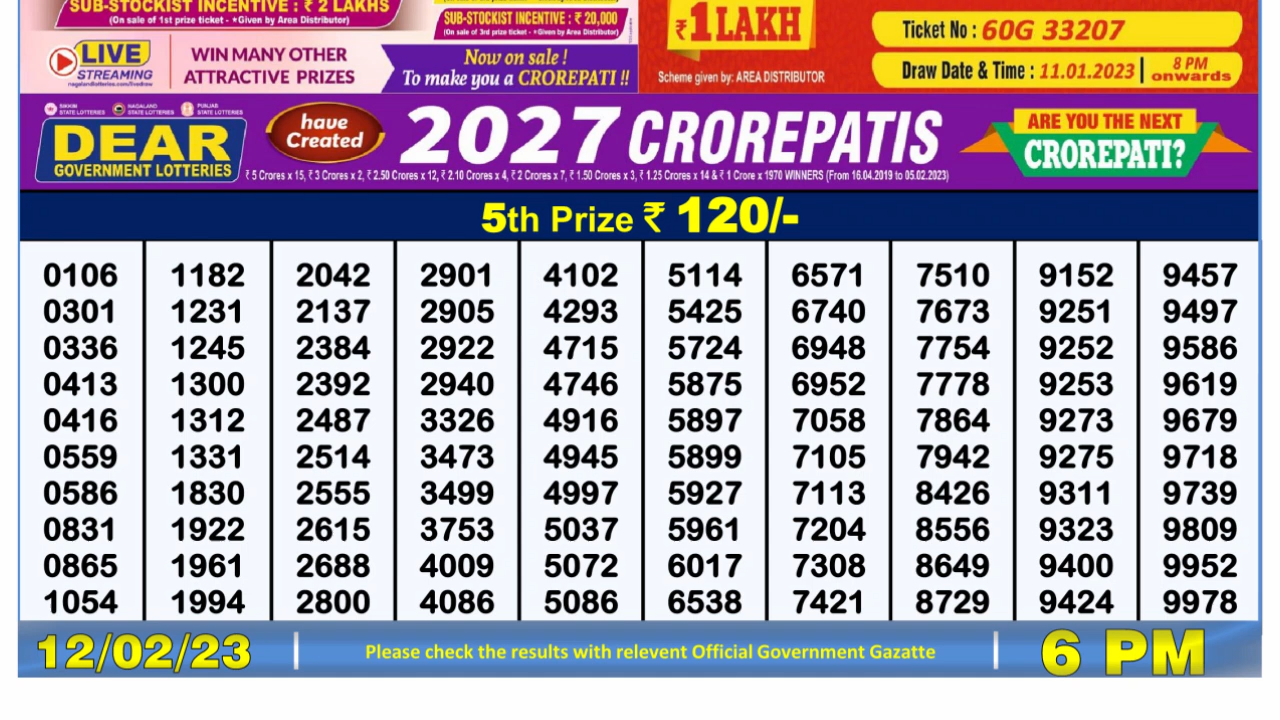 SUB-STOCKIST INCENTIVE : ₹ 2 LAKHS
(On sale of 1st prize ticket - *Given by Area Distributor)
SUB-STOCKIST INCENTIVE : ₹ 20,000
(On sale of 3rd prize ticket - *Given by Area Distributor)
LIVE
STREAMING
nagalandlotteries.com/livedraw
WIN MANY OTHER
ATTRACTIVE PRIZES
Now on sale !
To make you a CROREPATI !!
₹1 LAKH
Scheme given by: AREA DISTRIBUTOR
Ticket No : 60G 33207
Draw Date & Time : 11.01.2023 | 8 PM
onwards
SIKKIM
STATE LOTTERIES
NAGALAND
STATE LOTTERIES
PUNJAB
STATE LOTTERIES
DEAR
GOVERNMENT LOTTERIES
have
Created
2027 CROREPATIS
₹ 5 Crores x 15, ₹ 3 Crores x 2, ₹ 2.50 Crores x 12, ₹ 2.10 Crores x 4, ₹ 2 Crores x 7, ₹ 1.50 Crores x 3, ₹ 1.25 Crores x 14 & ₹ 1 Crore x 1970 WINNERS (From 16.04.2019 to 05.02.2023)
ARE YOU THE NEXT
CROREPATI?
5th Prize ₹ 120/-
0106 1182 2042 2901 4102 5114 6571 7510 9152 9457
0301 1231 2137 2905 4293 5425 6740 7673 9251 9497
0336 1245 2384 2922 4715 5724 6948 7754 9252 9586
0413 1300 2392 2940 4746 5875 6952 7778 9253 9619
0416 1312 2487 3326 4916 5897 7058 7864 9273 9679
0559 1331 2514 3473 4945 5899 7105 7942 9275 9718
0586 1830 2555 3499 4997 5927 7113 8426 9311 9739
0831 1922 2615 3753 5037 5961 7204 8556 9323 9809
0865 1961 2688 4009 5072 6017 7308 8649 9400 9952
1054 1994 2800 4086 5086 6538 7421 8729 9424 9978
12/02/23 | Please check the results with relevent Official Government Gazatte | 6 PM